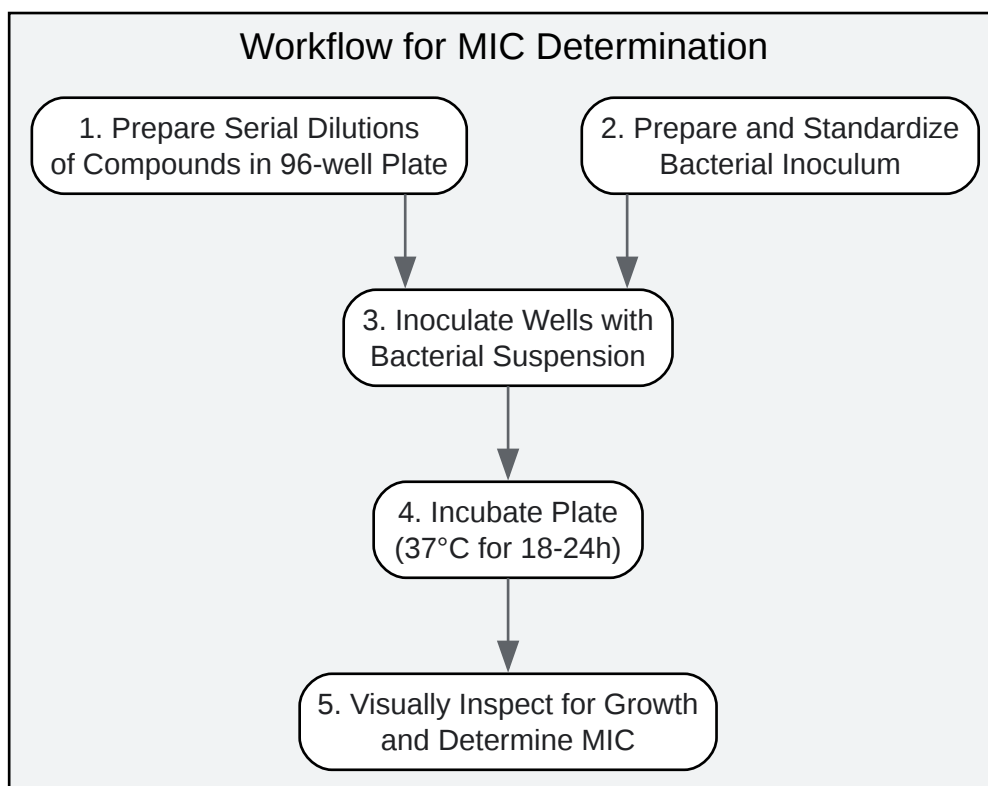 Workflow for MIC Determination
1. Prepare Serial Dilutions
of Compounds in 96-well Plate
2. Prepare and Standardize
Bacterial Inoculum
3. Inoculate Wells with
Bacterial Suspension
4. Incubate Plate
(37°C for 18-24h)
5. Visually Inspect for Growth
and Determine MIC